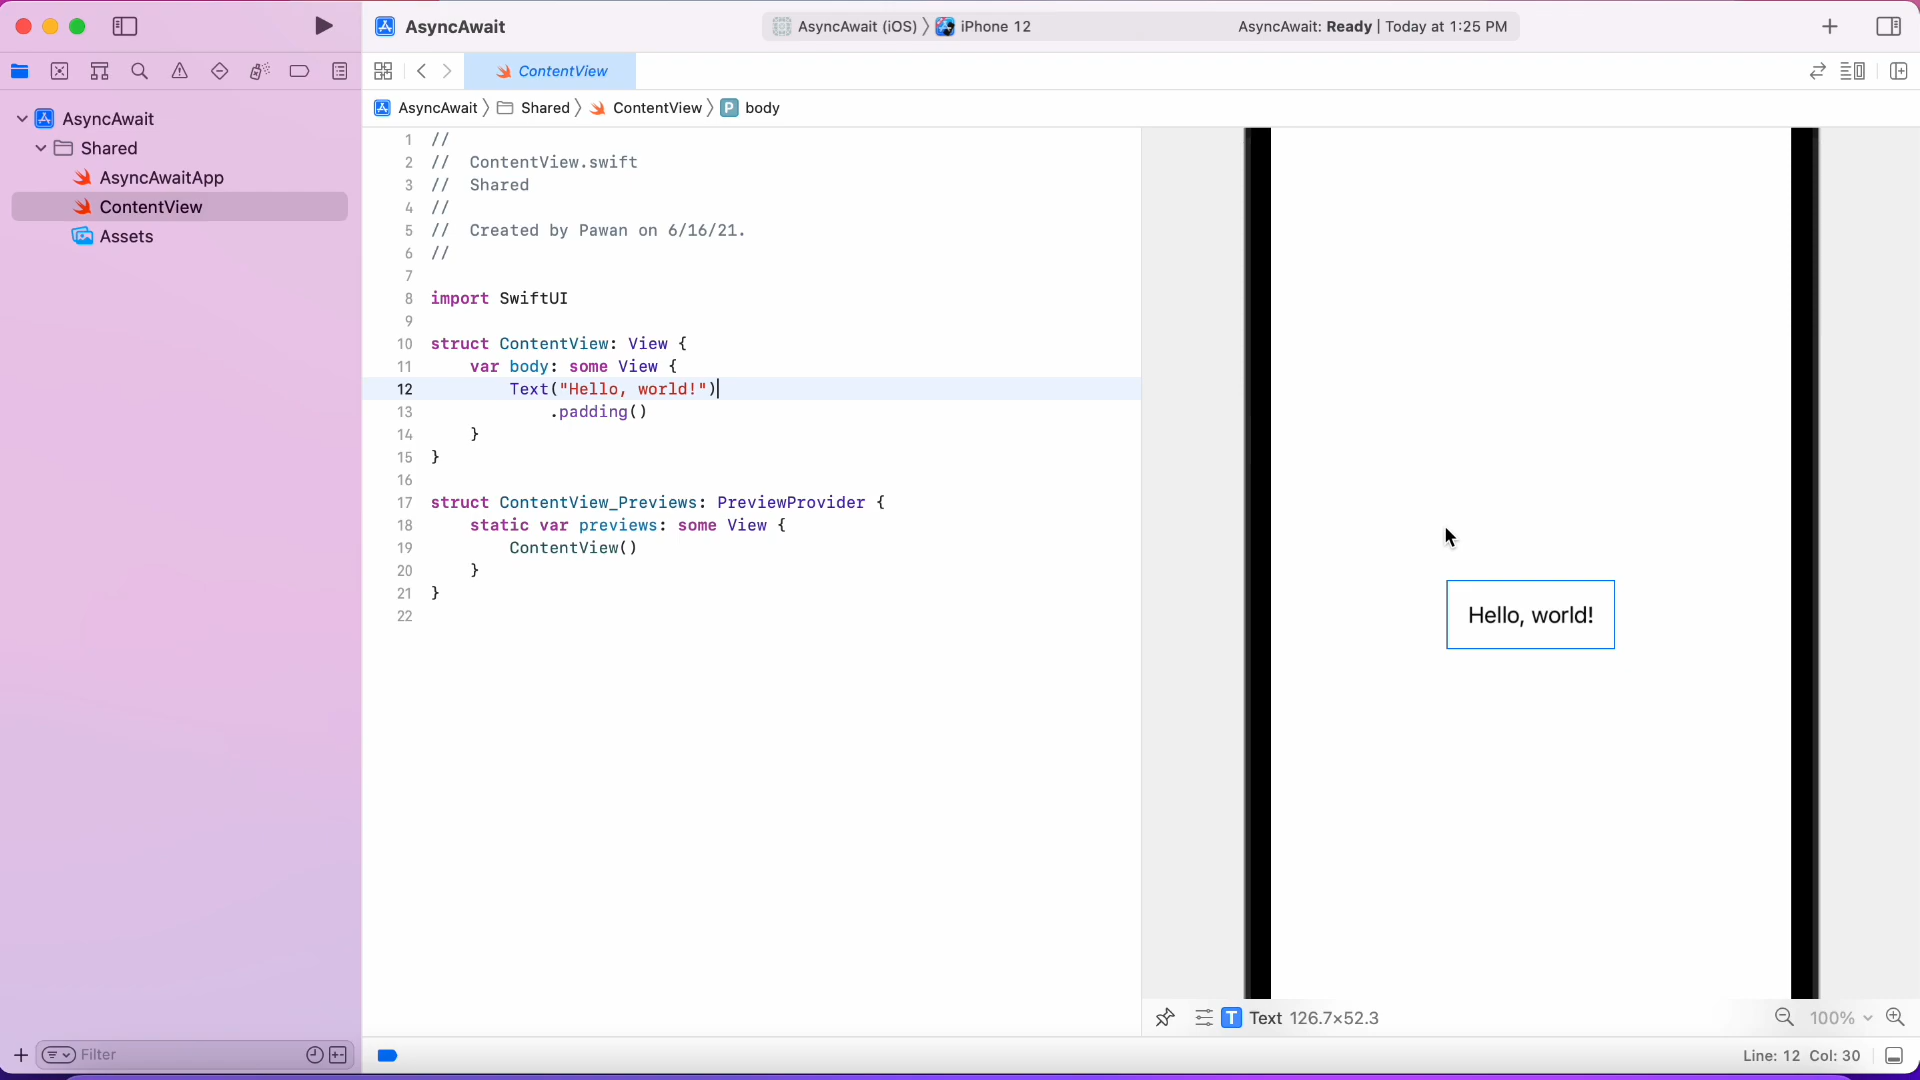 AsyncAwait
AsyncAwait (iOS) 〉 iPhone 12
AsyncAwait: Ready | Today at 1:25 PM
ContentView
AsyncAwait 〉 Shared 〉 ContentView 〉 P body
AsyncAwait
Shared
AsyncAwaitApp
ContentView
Assets
1 //
2 //  ContentView.swift
3 //  Shared
4 //
5 //  Created by Pawan on 6/16/21.
6 //
7
8 import SwiftUI
9
10 struct ContentView: View {
11     var body: some View {
12         Text("Hello, world!")
13             .padding()
14     }
15 }
16
17 struct ContentView_Previews: PreviewProvider {
18     static var previews: some View {
19         ContentView()
20     }
21 }
22
Hello, world!
T Text 126.7×52.3
100%
Filter
Line: 12 Col: 30